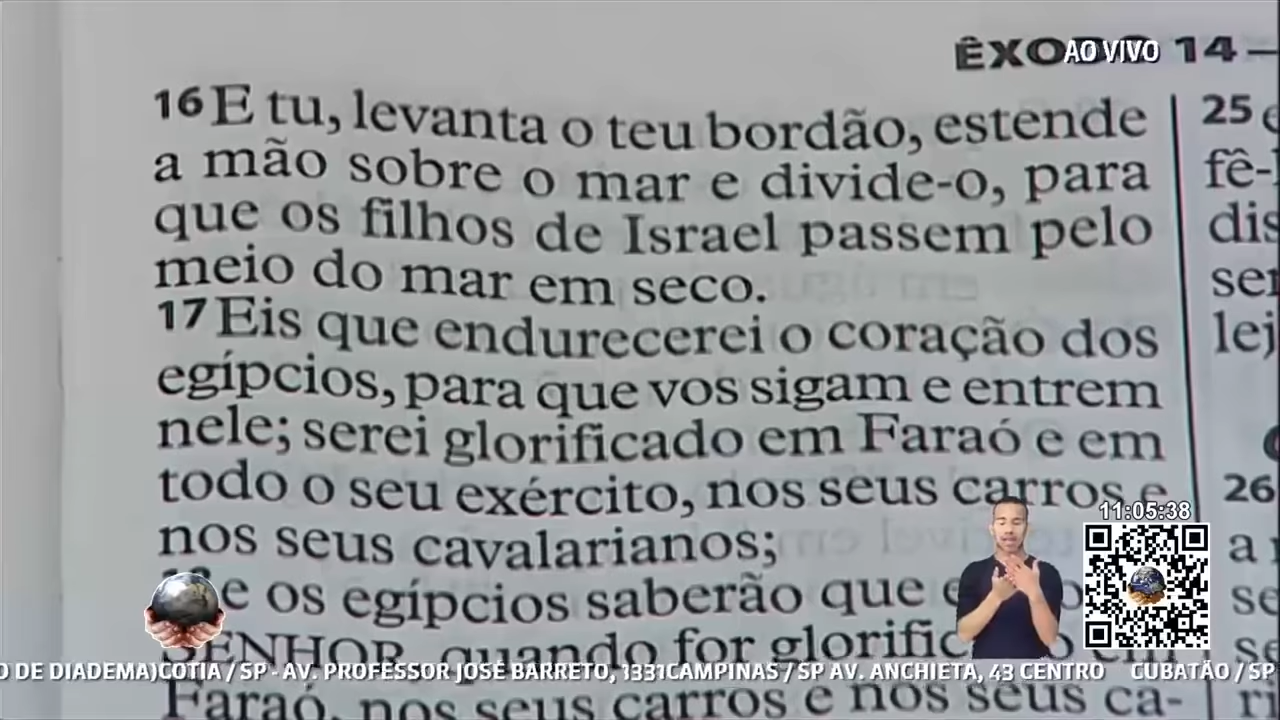 ÊXODO 14 –
AO VIVO
16 E tu, levanta o teu bordão, estende
a mão sobre o mar e divide-o, para
que os filhos de Israel passem pelo
meio do mar em seco.
17 Eis que endurecerei o coração dos
egípcios, para que vos sigam e entrem
nele; serei glorificado em Faraó e em
todo o seu exército, nos seus carros e
nos seus cavalarianos;
e os egípcios saberão que
quando for
Faraó, nos seus carros e nos seus ca-
25
fê-
dis
ser
lej
26
a
se
se
11:05:38
O DE DIADEMA)COTIA / SP - AV. PROFESSOR JOSÉ BARRETO, 1331CAMPINAS / SP AV. ANCHIETA, 43 CENTRO CUBATÃO / SP